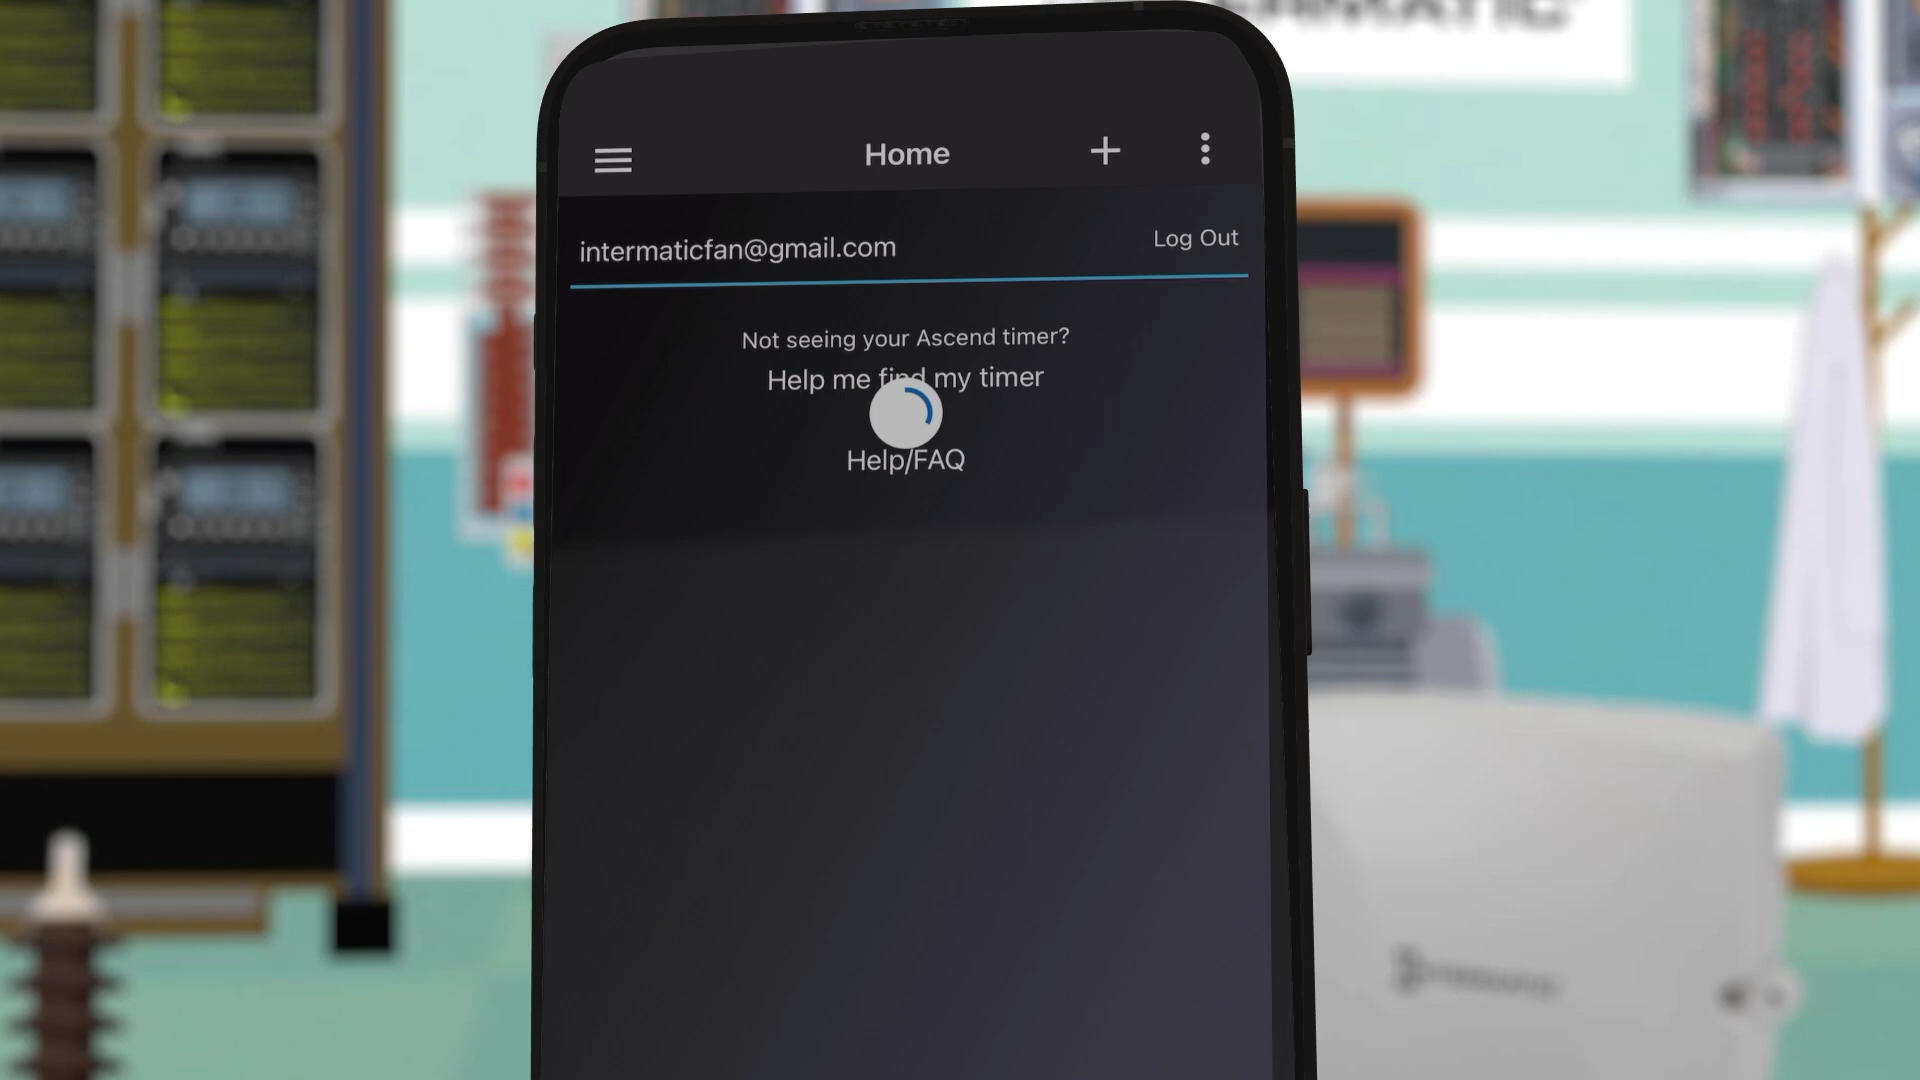 Home
intermaticfan@gmail.com
Log Out
Not seeing your Ascend timer?
Help me find my timer
Help/FAQ